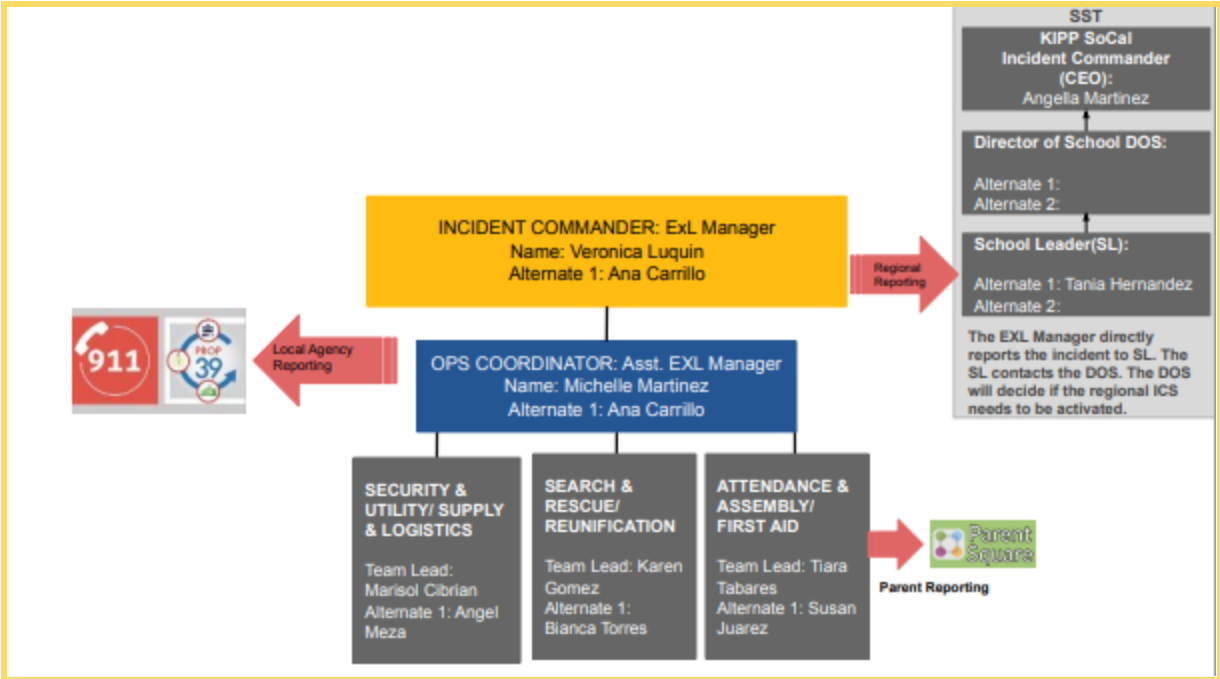 SST
KIPP SoCal
Incident Commander
(CEO):
Angella Martinez
Director of School DOS:
Alternate 1:
Alternate 2:
School Leader(SL):
Alternate 1: Tania Hernandez
Alternate 2:
The EXL Manager directly
reports the incident to SL. The
SL contacts the DOS. The DOS
will decide if the regional ICS
needs to be activated.
INCIDENT COMMANDER: ExL Manager
Name: Veronica Luquin
Alternate 1: Ana Carrillo
Regional
Reporting
911
PROP
39
Local Agency
Reporting
OPS COORDINATOR: Asst. EXL Manager
Name: Michelle Martinez
Alternate 1: Ana Carrillo
SECURITY &
UTILITY/ SUPPLY
& LOGISTICS
Team Lead:
Marisol Cibrian
Alternate 1: Angel
Meza
SEARCH &
RESCUE/
REUNIFICATION
Team Lead: Karen
Gomez
Alternate 1:
Bianca Torres
ATTENDANCE &
ASSEMBLY/
FIRST AID
Team Lead: Tiara
Tabares
Alternate 1: Susan
Juarez
Parent
Square
Parent Reporting